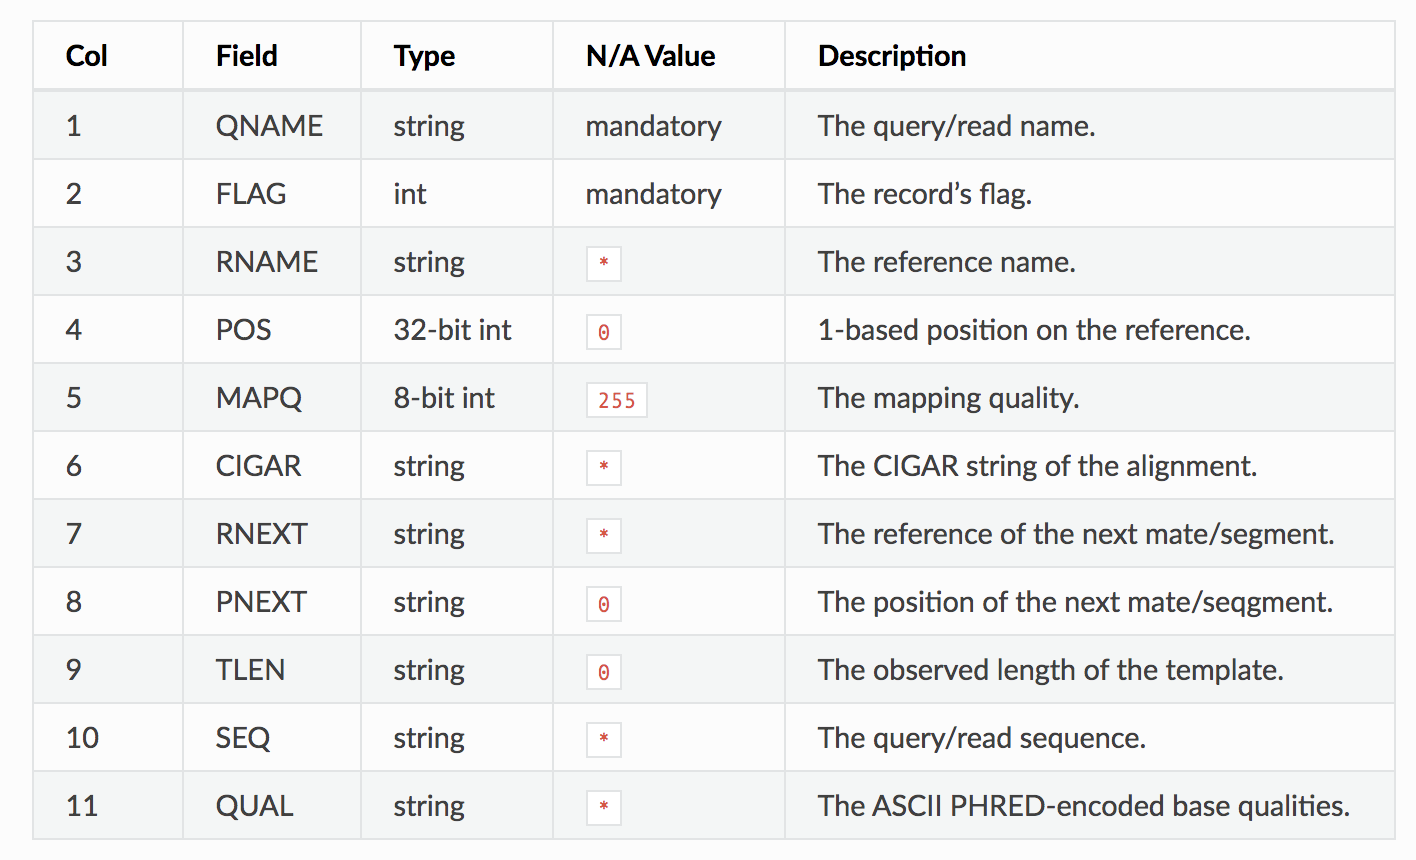 Col Field Type N/A Value Description
1 QNAME string mandatory The query/read name.
2 FLAG int mandatory The record’s flag.
3 RNAME string * The reference name.
4 POS 32-bit int 0 1-based position on the reference.
5 MAPQ 8-bit int 255 The mapping quality.
6 CIGAR string * The CIGAR string of the alignment.
7 RNEXT string * The reference of the next mate/segment.
8 PNEXT string 0 The position of the next mate/seqgment.
9 TLEN string 0 The observed length of the template.
10 SEQ string * The query/read sequence.
11 QUAL string * The ASCII PHRED-encoded base qualities.